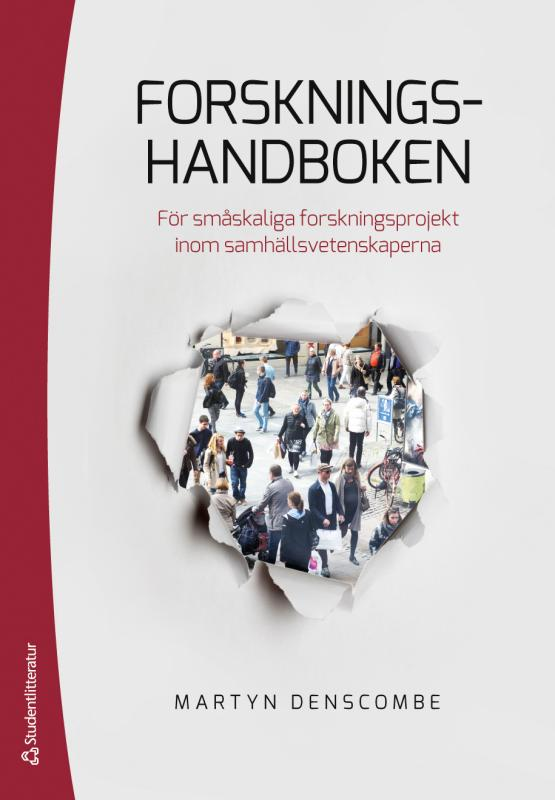 FORSKNINGS-
HANDBOKEN
För småskaliga forskningsprojekt
inom samhällsvetenskaperna
MARTYN DENSCOMBE
Studentlitteratur